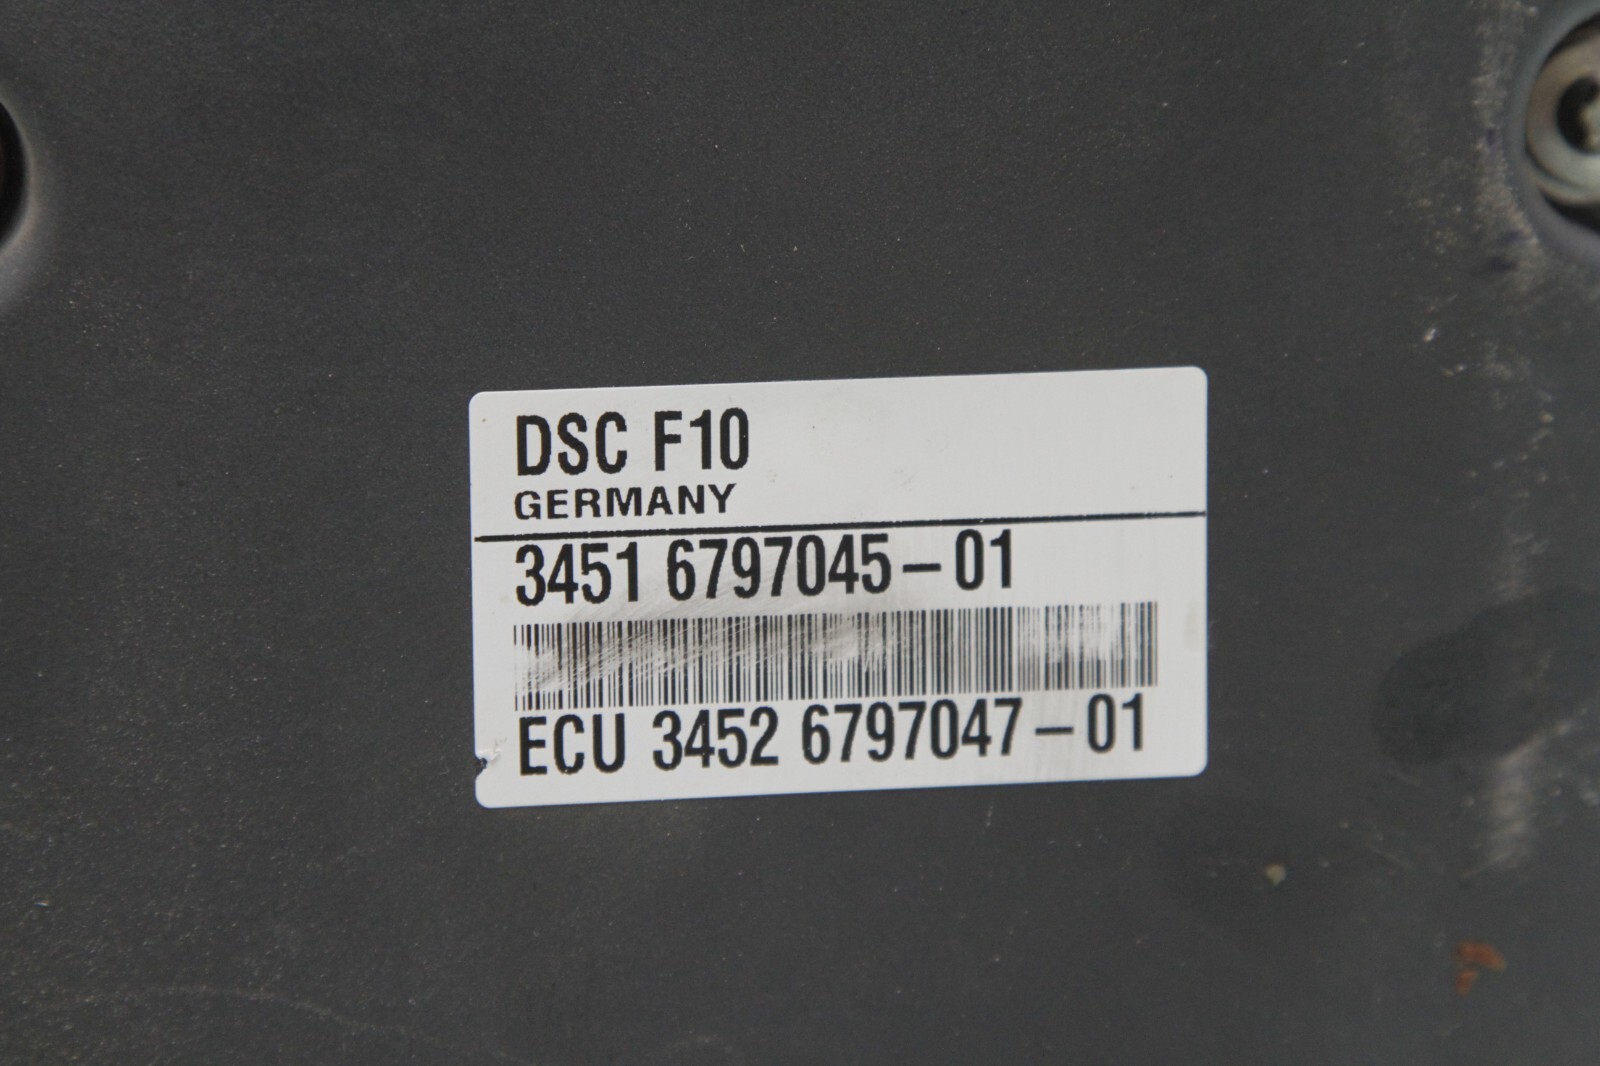 DSC F10
GERMANY
3451 6797045-01
ECU 3452 6797047-01